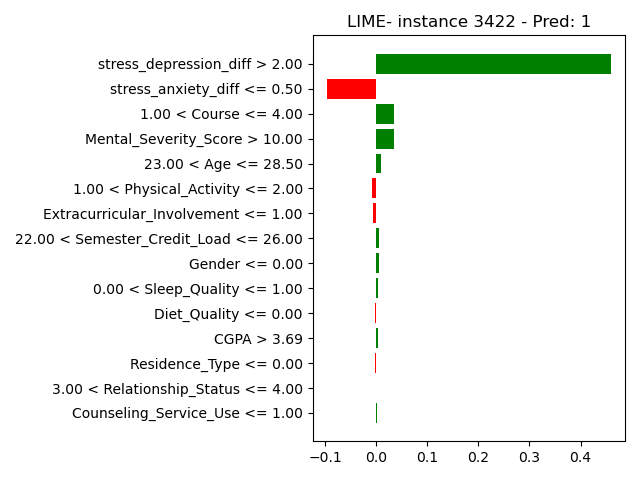 LIME- instance 3422 - Pred: 1
stress_depression_diff > 2.00
stress_anxiety_diff <= 0.50
1.00 < Course <= 4.00
Mental_Severity_Score > 10.00
23.00 < Age <= 28.50
1.00 < Physical_Activity <= 2.00
Extracurricular_Involvement <= 1.00
22.00 < Semester_Credit_Load <= 26.00
Gender <= 0.00
0.00 < Sleep_Quality <= 1.00
Diet_Quality <= 0.00
CGPA > 3.69
Residence_Type <= 0.00
3.00 < Relationship_Status <= 4.00
Counseling_Service_Use <= 1.00
−0.1 0.0 0.1 0.2 0.3 0.4